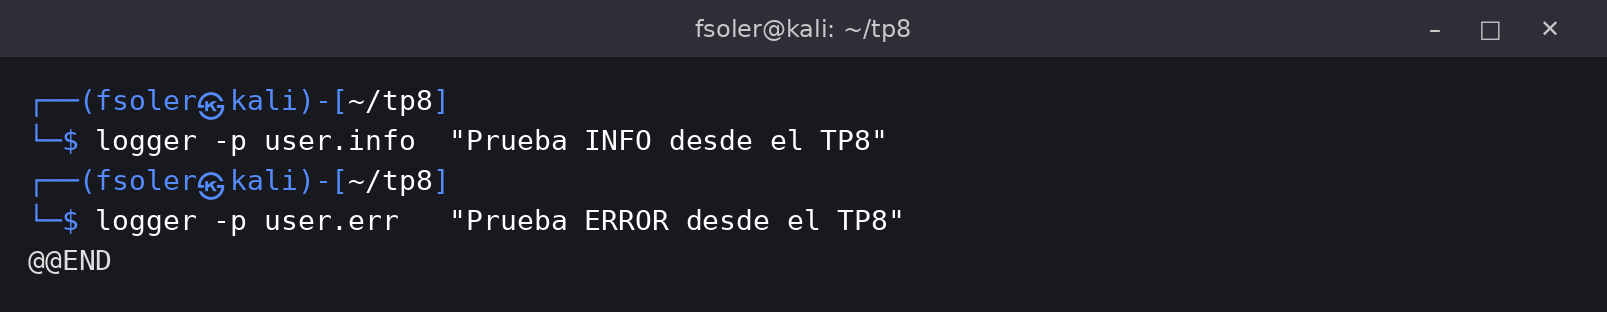 fsoler@kali: ~/tp8
┌──(fsoler㉿kali)-[~/tp8]
└─$ logger -p user.info  "Prueba INFO desde el TP8"
┌──(fsoler㉿kali)-[~/tp8]
└─$ logger -p user.err   "Prueba ERROR desde el TP8"
@@END